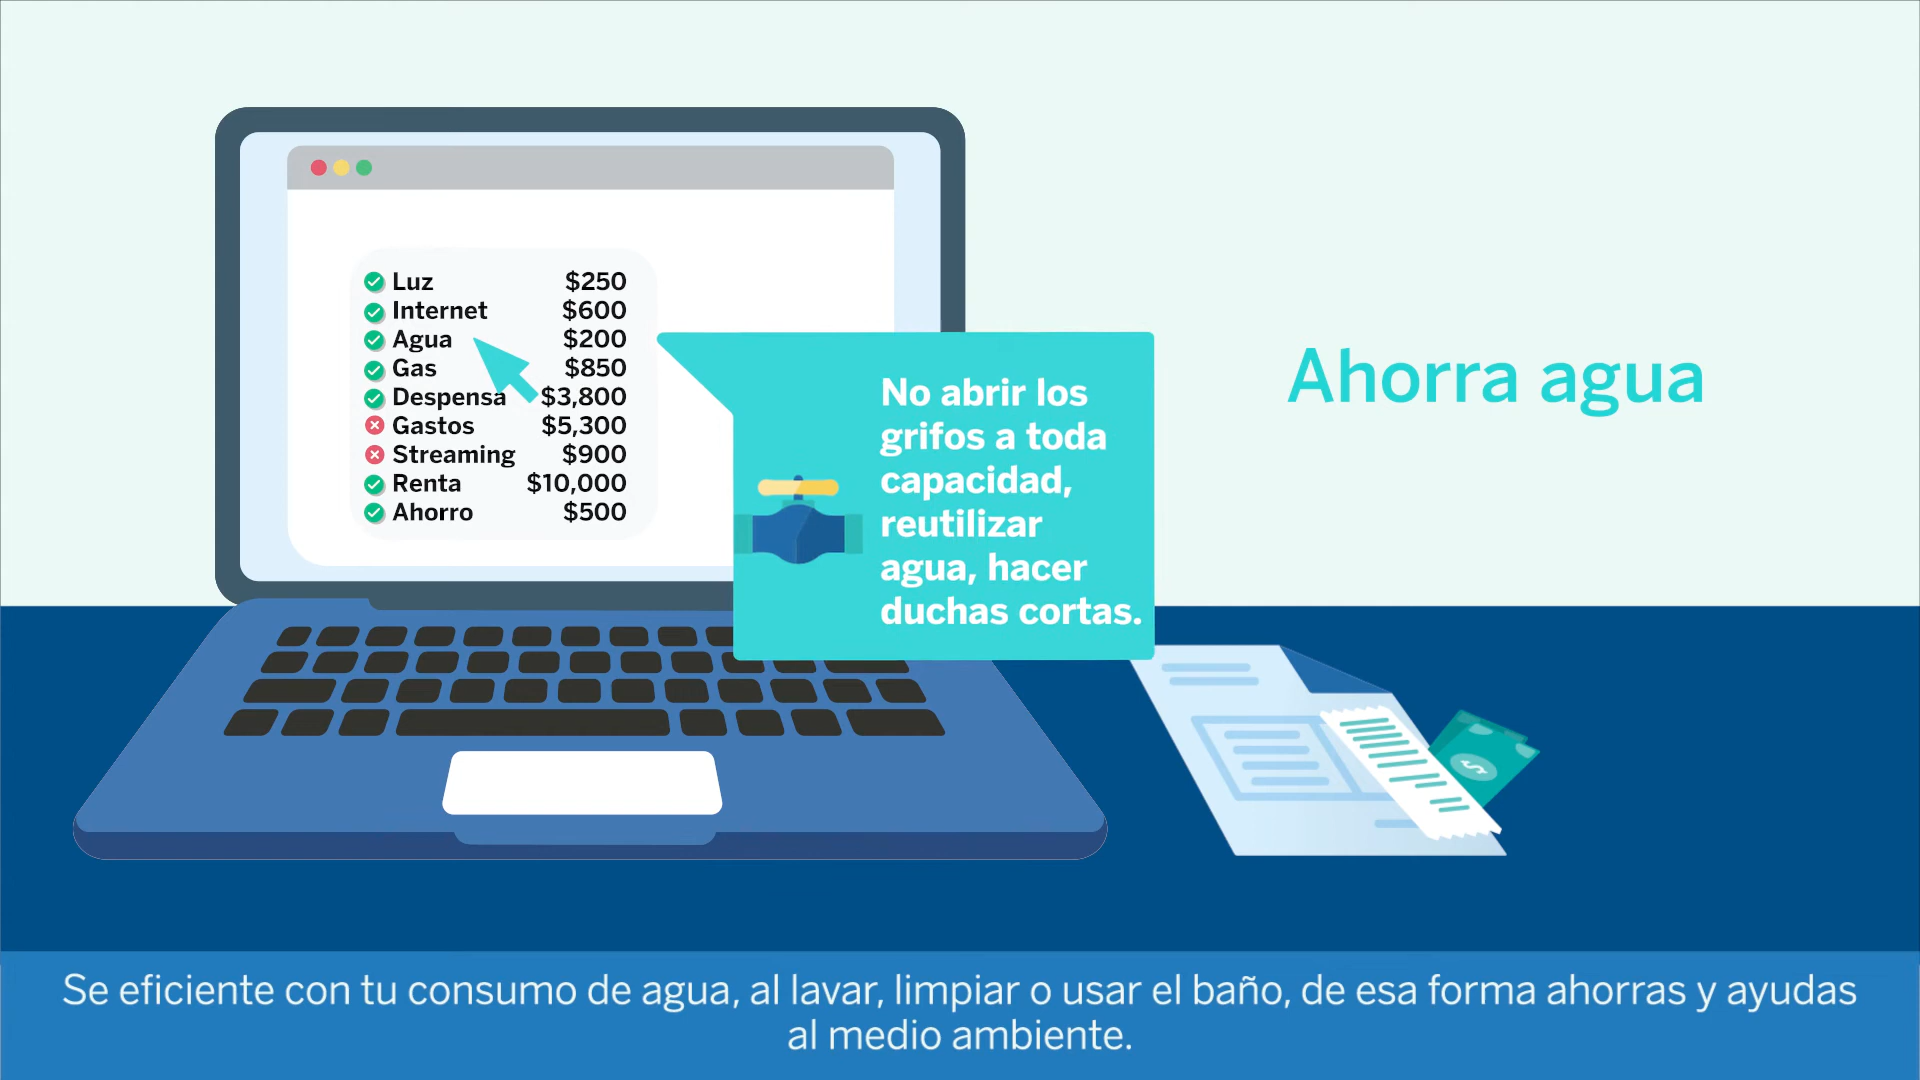 Luz $250
Internet $600
Agua $200
Gas $850
Despensa $3,800
Gastos $5,300
Streaming $900
Renta $10,000
Ahorro $500
No abrir los
grifos a toda
capacidad,
reutilizar
agua, hacer
duchas cortas.
Ahorra agua
$
Se eficiente con tu consumo de agua, al lavar, limpiar o usar el baño, de esa forma ahorras y ayudas
al medio ambiente.